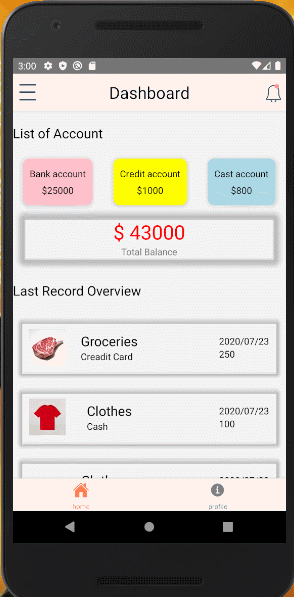 3:00
Dashboard
List of Account
Bank account
$25000
Credit account
$1000
Cast account
$800
$ 43000
Total Balance
Last Record Overview
Groceries
2020/07/23
Creadit Card
250
Clothes
2020/07/23
Cash
100
home
profile